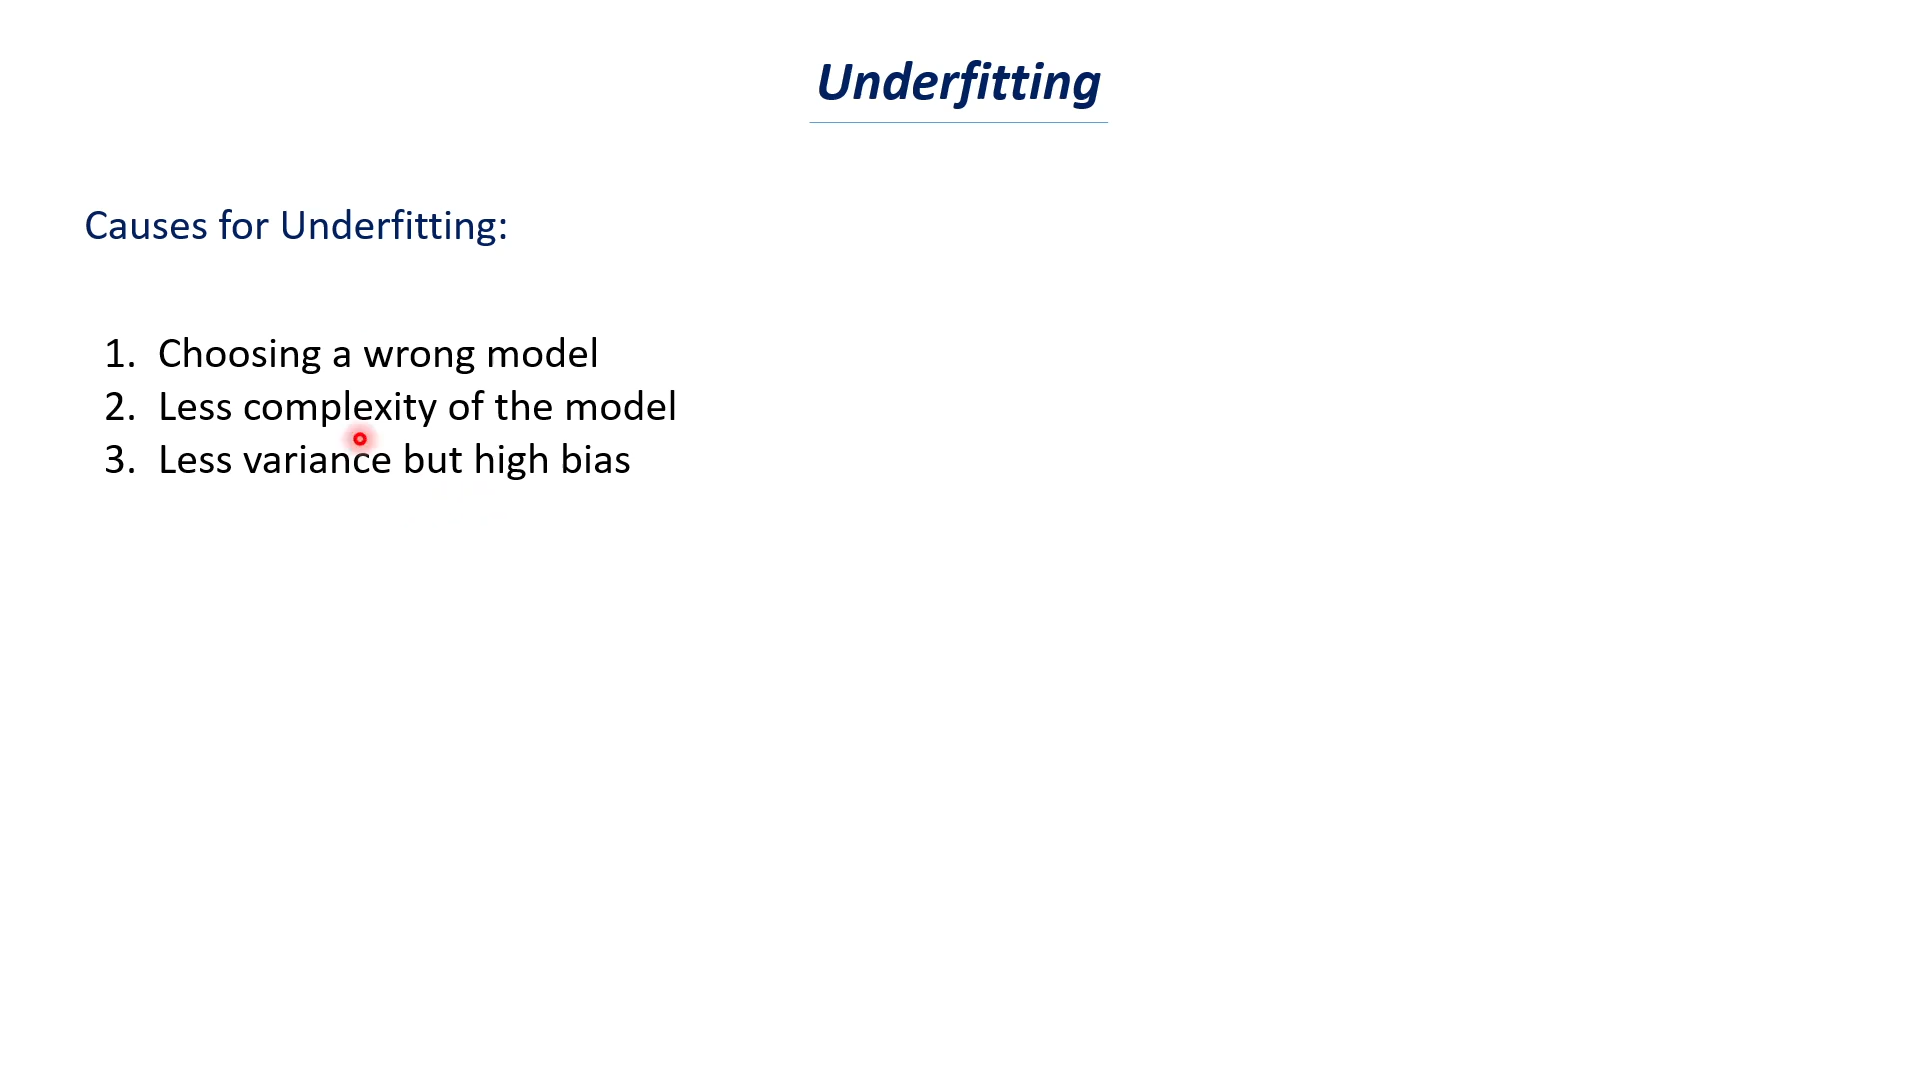 Underfitting
Causes for Underfitting:
1. Choosing a wrong model
2. Less complexity of the model
3. Less variance but high bias